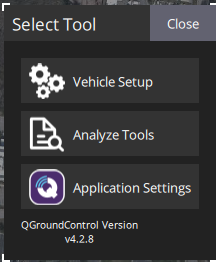 Select Tool
Close
Vehicle Setup
Analyze Tools
Application Settings
QGroundControl Version
v4.2.8